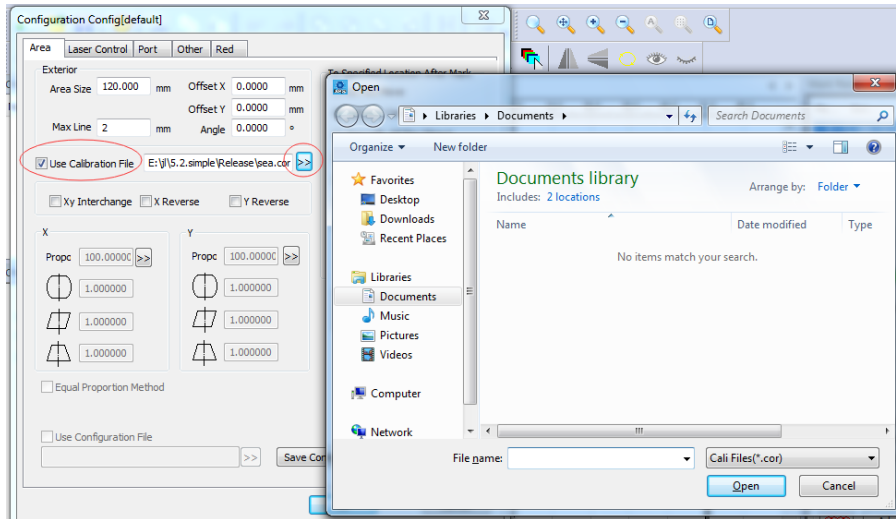 Configuration Config[default]
Area Laser Control Port Other Red
Exterior
Area Size 120.000 mm Offset X 0.0000 mm
Offset Y 0.0000 mm
Max Line 2 mm Angle 0.0000 °
Use Calibration File E:\jl\5.2.simple\Release\sea.cor >>
Xy Interchange X Reverse Y Reverse
X
Propc 100.0000C >>
1.000000
1.000000
1.000000
Y
Propc 100.0000C >>
1.000000
1.000000
1.000000
Equal Proportion Method
Use Configuration File
>> Save Con
To Specified Location After Mark
Open
Libraries Documents Search Documents
Organize New folder
Favorites
Desktop
Downloads
Recent Places
Libraries
Documents
Music
Pictures
Videos
Computer
Network
Documents library
Includes: 2 locations
Arrange by: Folder
Name Date modified Type
No items match your search.
File name: Cali Files(*.cor)
Open Cancel